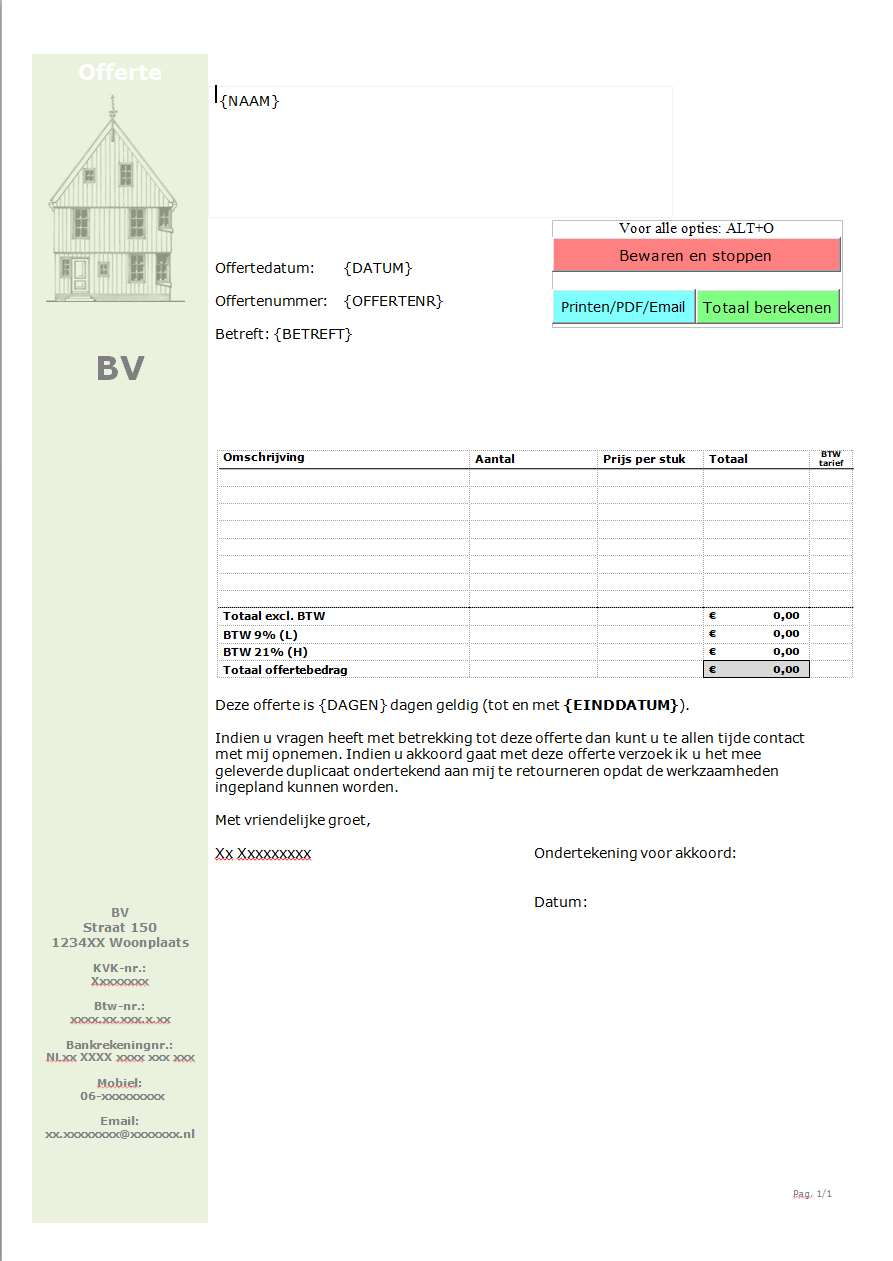 Offerte
BV
BV
Straat 150
1234XX Woonplaats
KVK-nr.:
Xxxxxxxx
Btw-nr.:
xxxx.xx.xxx.x.xx
Bankrekeningnr.:
NLxx XXXX xxxx xxx xxx
Mobiel:
06-xxxxxxxxx
Email:
xx.xxxxxxxx@xxxxxxx.nl
{NAAM}
Voor alle opties: ALT+O
Bewaren en stoppen
Printen/PDF/Email Totaal berekenen
Offertedatum: {DATUM}
Offertenummer: {OFFERTENR}
Betreft: {BETREFT}
Omschrijving Aantal Prijs per stuk Totaal BTW tarief
Totaal excl. BTW € 0,00
BTW 9% (L) € 0,00
BTW 21% (H) € 0,00
Totaal offertebedrag € 0,00
Deze offerte is {DAGEN} dagen geldig (tot en met {EINDDATUM}).
Indien u vragen heeft met betrekking tot deze offerte dan kunt u te allen tijde contact
met mij opnemen. Indien u akkoord gaat met deze offerte verzoek ik u het mee
geleverde duplicaat ondertekend aan mij te retourneren opdat de werkzaamheden
ingepland kunnen worden.
Met vriendelijke groet,
Xx Xxxxxxxxx Ondertekening voor akkoord:
Datum:
Pag. 1/1